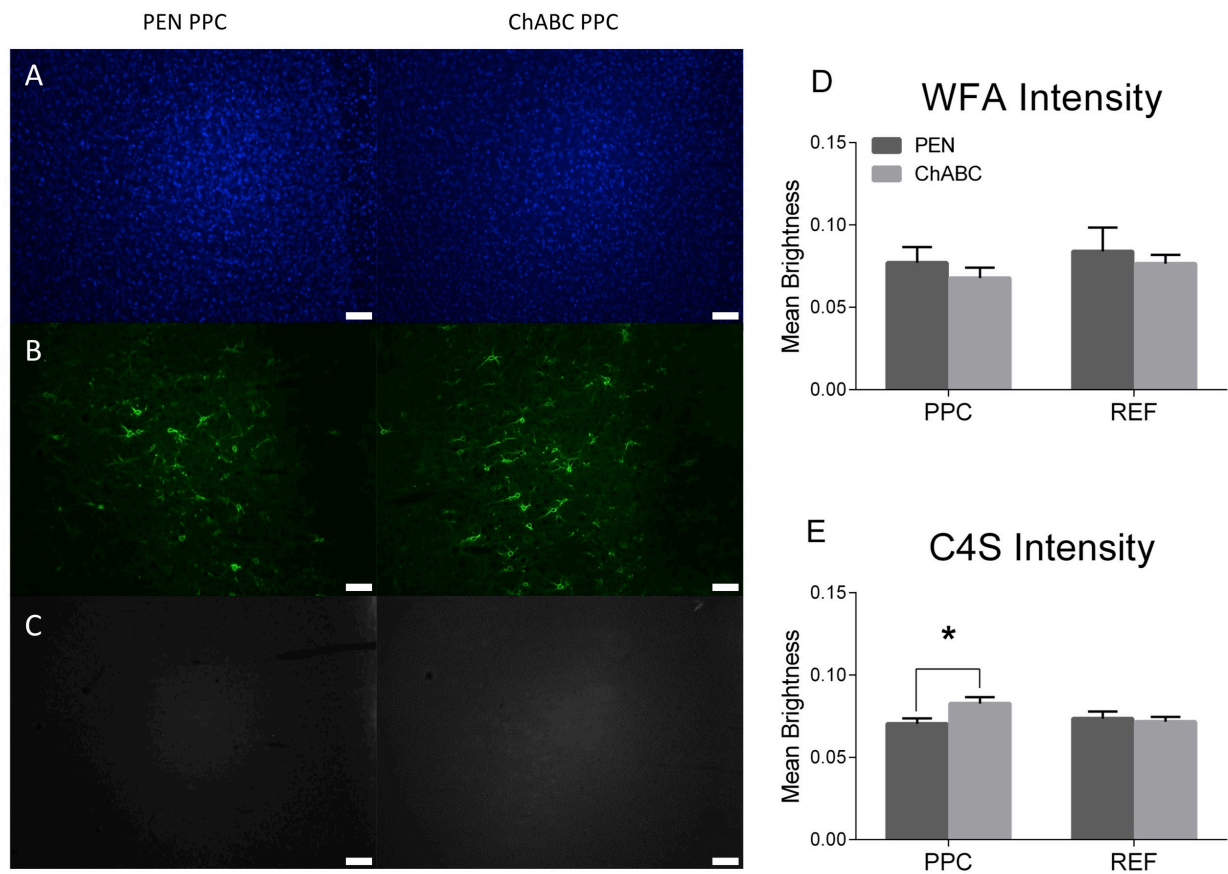 PEN PPC
ChABC PPC
A
B
C
D
WFA Intensity
PEN
ChABC
Mean Brightness
0.15
0.10
0.05
0.00
PPC
REF
E
C4S Intensity
*
Mean Brightness
0.15
0.10
0.05
0.00
PPC
REF